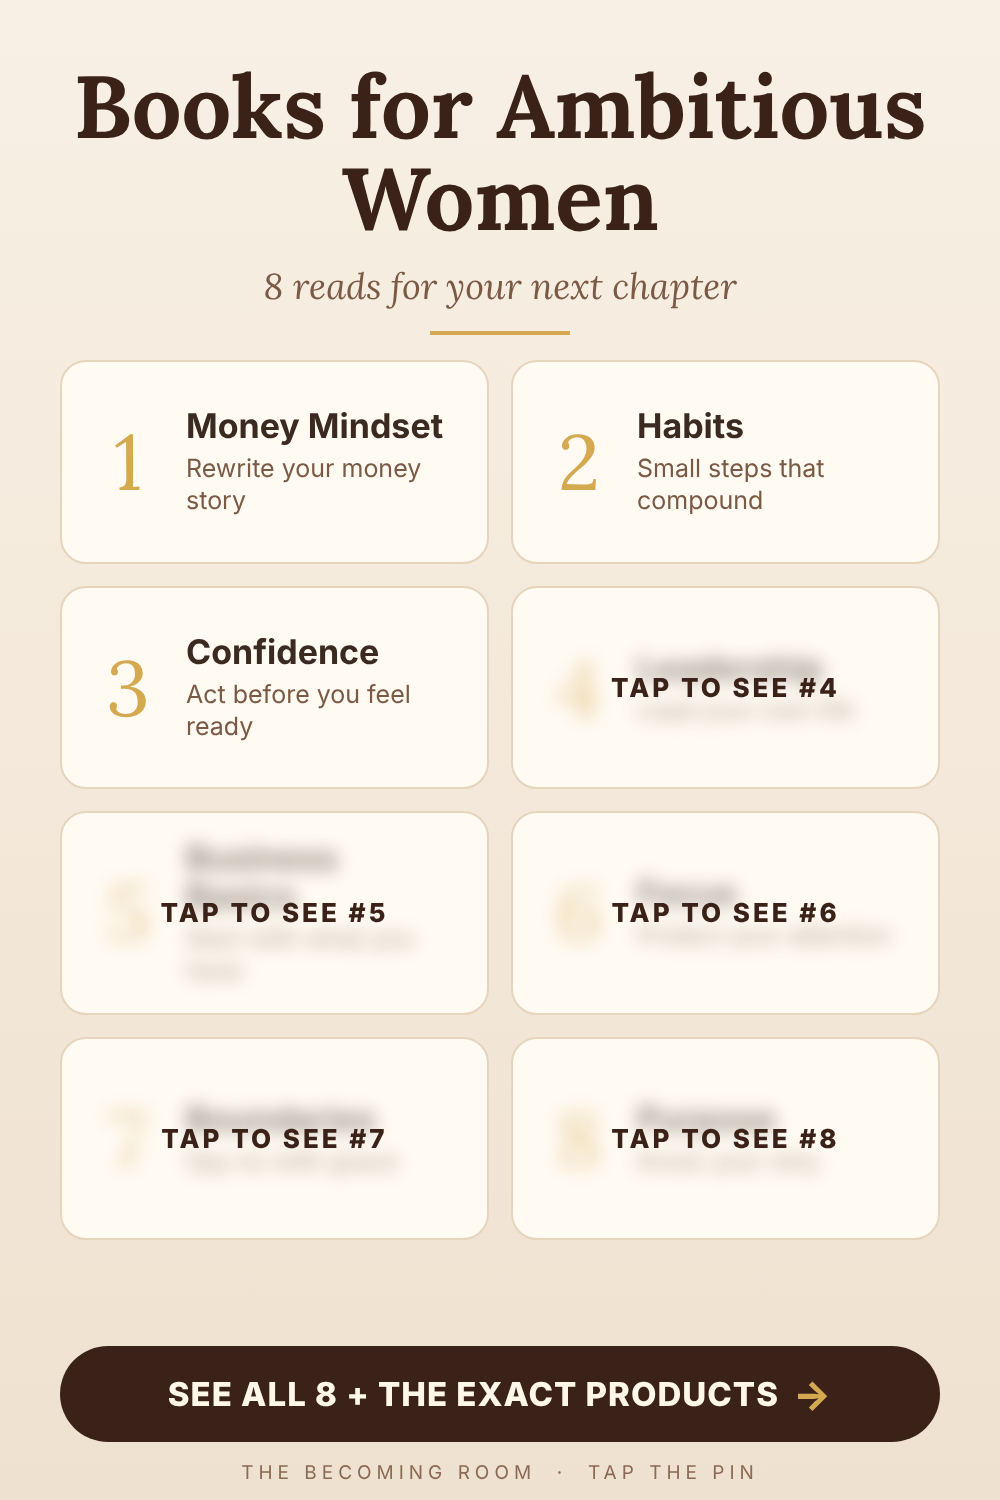 Books for Ambitious
Women
8 reads for your next chapter
1
Money Mindset
Rewrite your money
story
2
Habits
Small steps that
compound
3
Confidence
Act before you feel
ready
TAP TO SEE #4
TAP TO SEE #5
TAP TO SEE #6
TAP TO SEE #7
TAP TO SEE #8
SEE ALL 8 + THE EXACT PRODUCTS →
THE BECOMING ROOM · TAP THE PIN